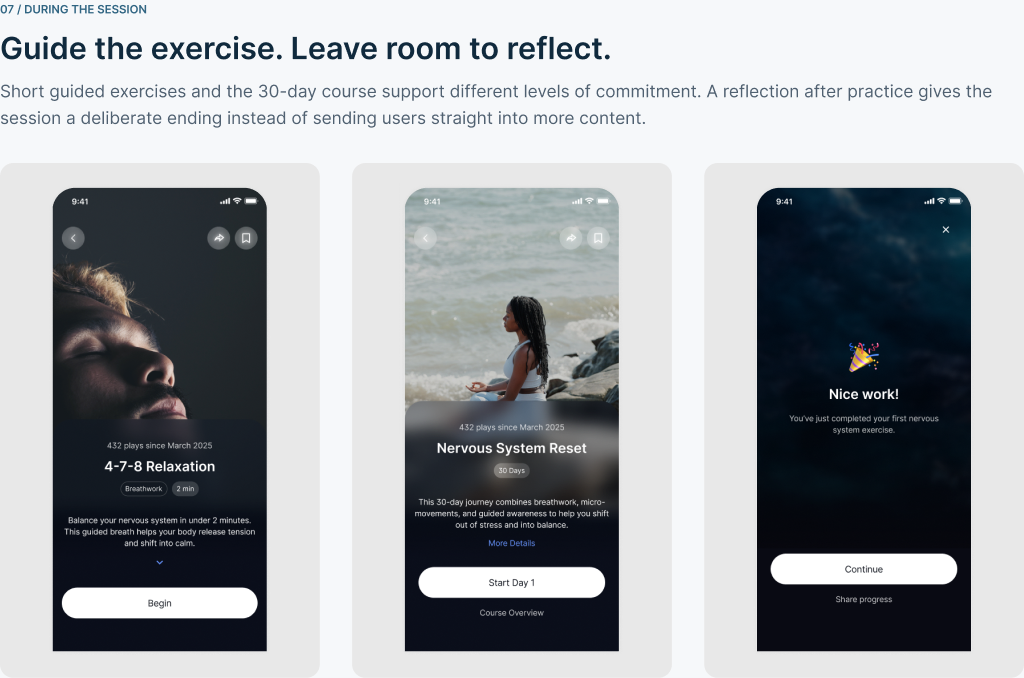 07 / DURING THE SESSION
Guide the exercise. Leave room to reflect.
Short guided exercises and the 30-day course support different levels of commitment. A reflection after practice gives the
session a deliberate ending instead of sending users straight into more content.
9:41
432 plays since March 2025
4-7-8 Relaxation
Breathwork
2 min
Balance your nervous system in under 2 minutes.
This guided breath helps your body release tension
and shift into calm.
Begin
9:41
432 plays since March 2025
Nervous System Reset
30 Days
This 30-day journey combines breathwork, micro-
movements, and guided awareness to help you shift
out of stress and into balance.
More Details
Start Day 1
Course Overview
9:41
Nice work!
You've just completed your first nervous
system exercise.
Continue
Share progress